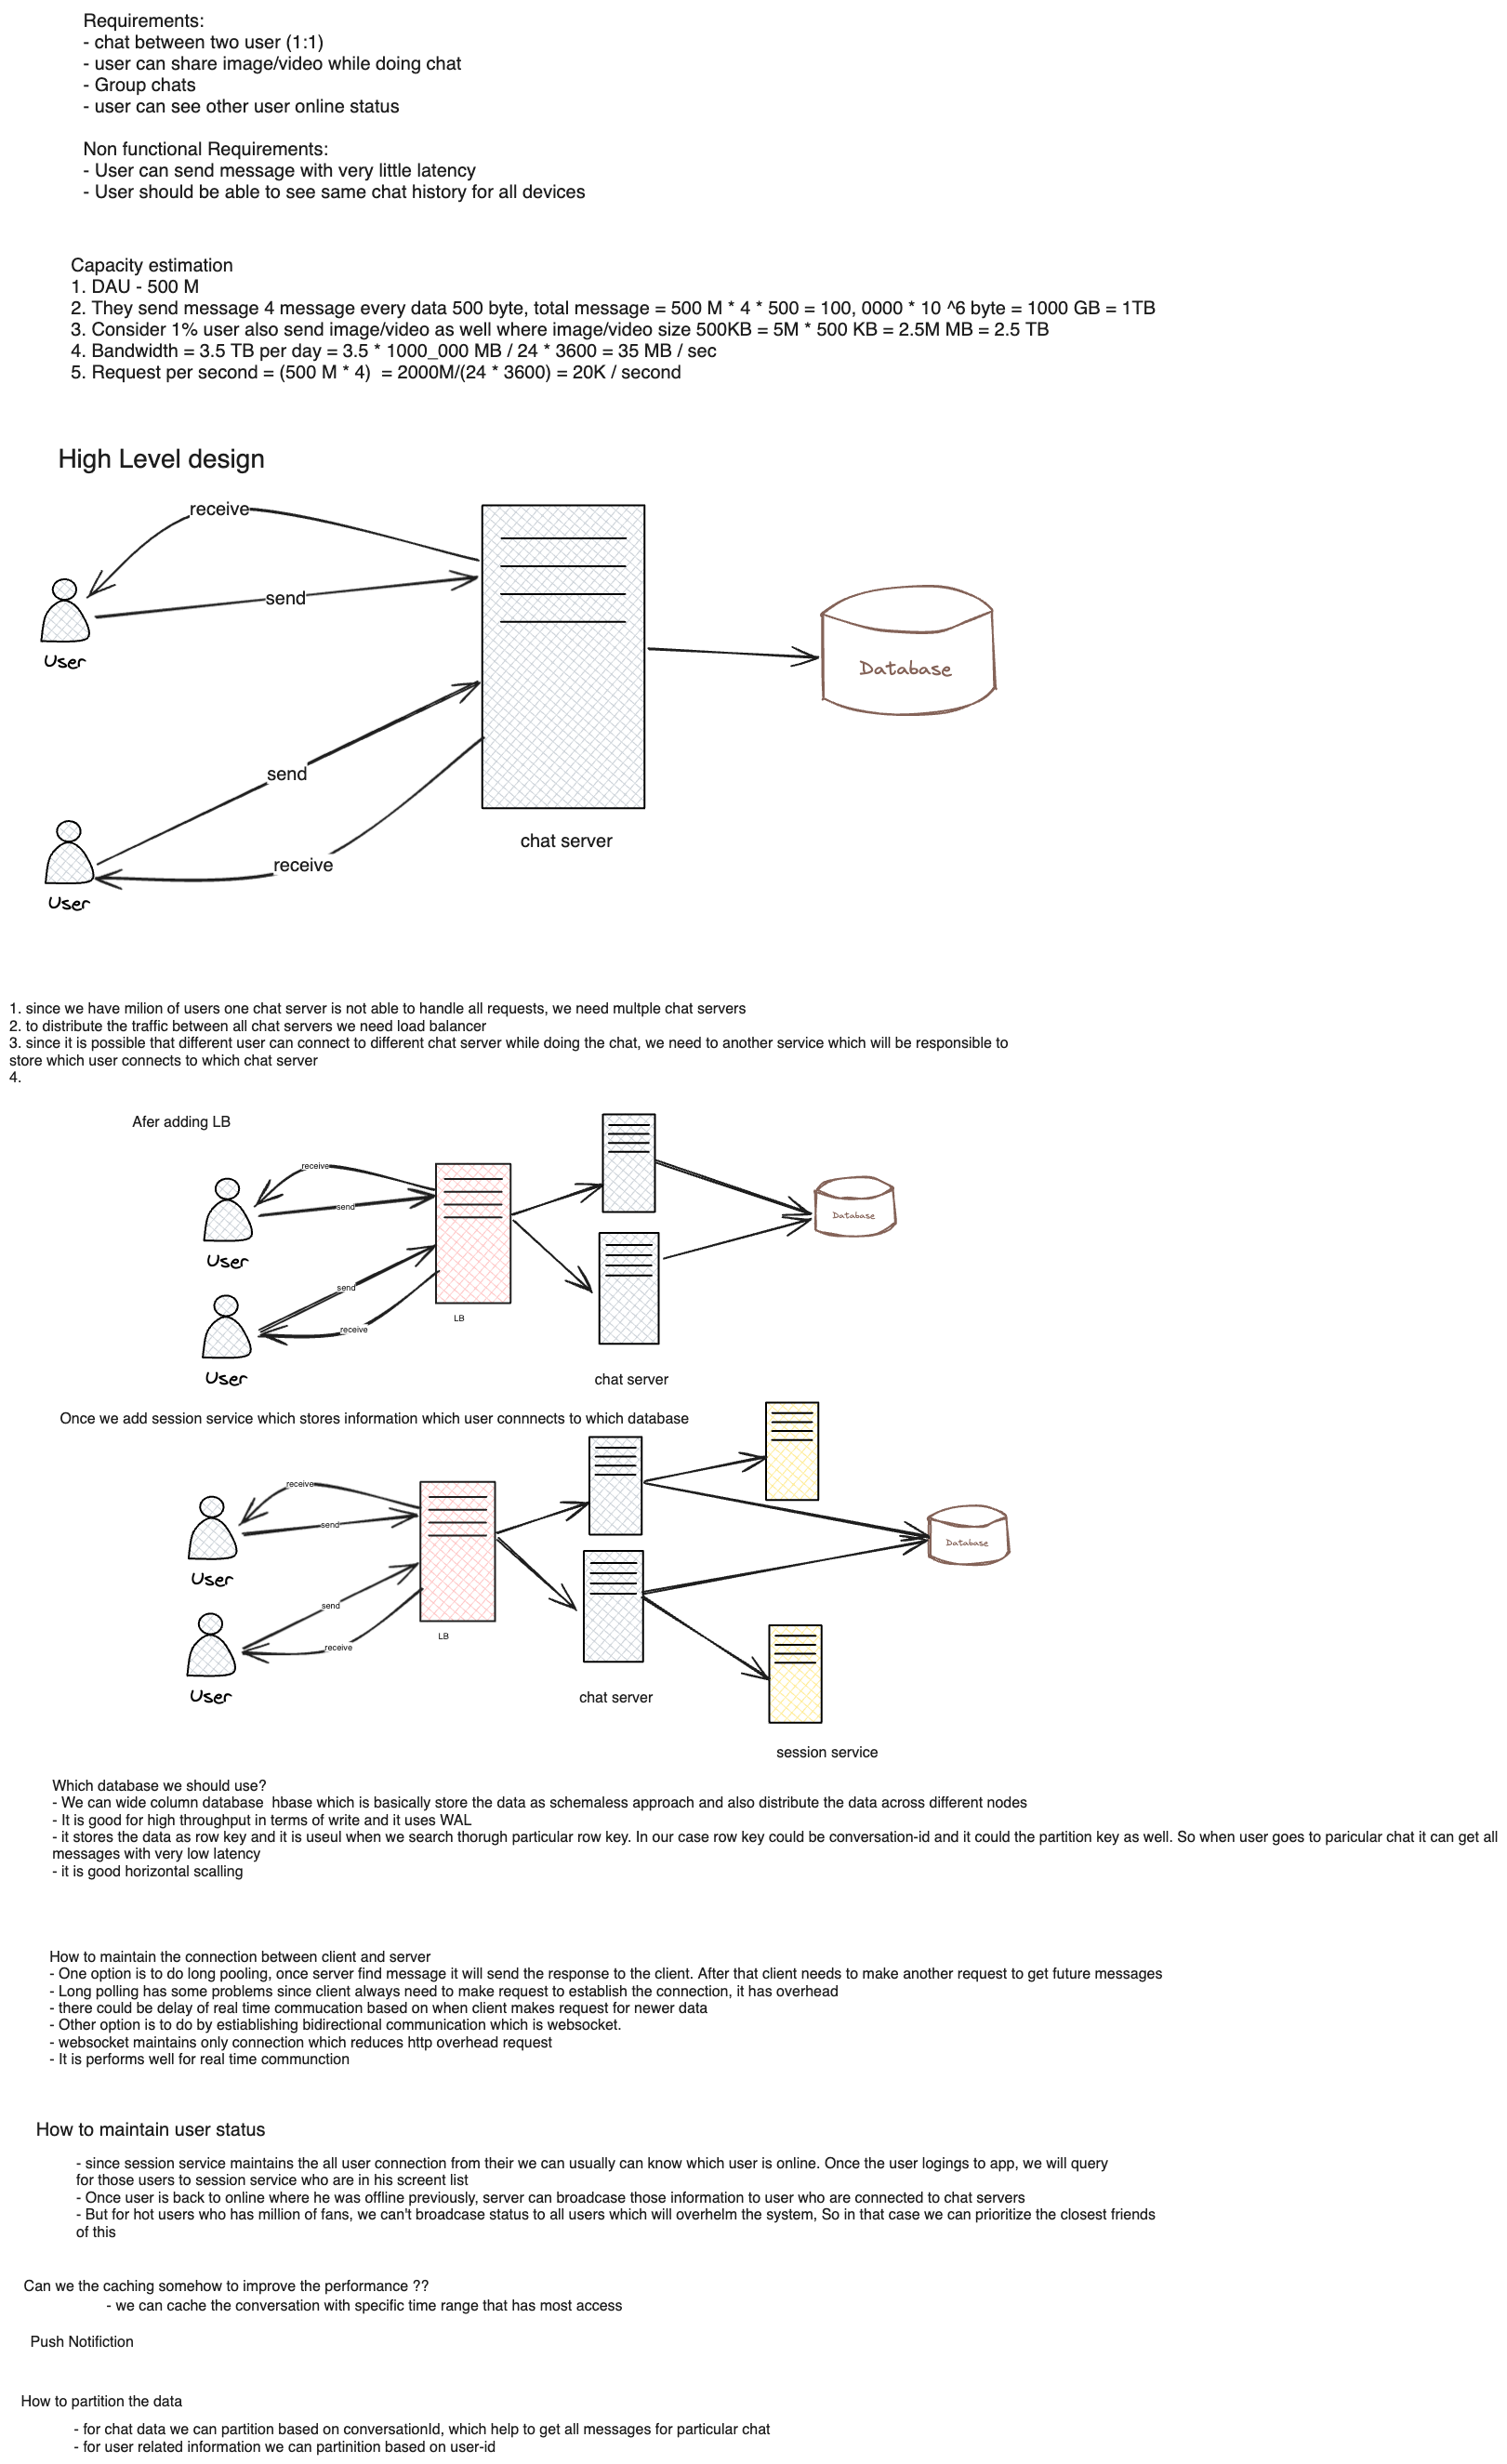 Requirements:
- chat between two user (1:1)
- user can share image/video while doing chat
- Group chats
- user can see other user online status
Non functional Requirements:
- User can send message with very little latency
- User should be able to see same chat history for all devices
Capacity estimation
1. DAU - 500 M
2. They send message 4 message every data 500 byte, total message = 500 M * 4 * 500 = 100, 0000 * 10 ^6 byte = 1000 GB = 1TB
3. Consider 1% user also send image/video as well where image/video size 500KB = 5M * 500 KB = 2.5M MB = 2.5 TB
4. Bandwidth = 3.5 TB per day = 3.5 * 1000_000 MB / 24 * 3600 = 35 MB / sec
5. Request per second = (500 M * 4)  = 2000M/(24 * 3600) = 20K / second
High Level design
receive
send
User
Database
send
chat server
receive
User
1. since we have milion of users one chat server is not able to handle all requests, we need multple chat servers
2. to distribute the traffic between all chat servers we need load balancer
3. since it is possible that different user can connect to different chat server while doing the chat, we need to another service which will be responsible to
store which user connects to which chat server
4.
Afer adding LB
receive
send
User
Database
send
LB
receive
User
chat server
Once we add session service which stores information which user connnects to which database
receive
send
User
Database
send
LB
receive
User
chat server
session service
Which database we should use?
- We can wide column database  hbase which is basically store the data as schemaless approach and also distribute the data across different nodes
- It is good for high throughput in terms of write and it uses WAL
- it stores the data as row key and it is useul when we search thorugh particular row key. In our case row key could be conversation-id and it could the partition key as well. So when user goes to paricular chat it can get all
messages with very low latency
- it is good horizontal scalling
How to maintain the connection between client and server
- One option is to do long pooling, once server find message it will send the response to the client. After that client needs to make another request to get future messages
- Long polling has some problems since client always need to make request to establish the connection, it has overhead
- there could be delay of real time commucation based on when client makes request for newer data
- Other option is to do by estiablishing bidirectional communication which is websocket.
- websocket maintains only connection which reduces http overhead request
- It is performs well for real time communction
How to maintain user status
- since session service maintains the all user connection from their we can usually can know which user is online. Once the user logings to app, we will query
for those users to session service who are in his screent list
- Once user is back to online where he was offline previously, server can broadcase those information to user who are connected to chat servers
- But for hot users who has million of fans, we can't broadcase status to all users which will overhelm the system, So in that case we can prioritize the closest friends
of this
Can we the caching somehow to improve the performance ??
- we can cache the conversation with specific time range that has most access
Push Notifiction
How to partition the data
- for chat data we can partition based on conversationId, which help to get all messages for particular chat
- for user related information we can partinition based on user-id